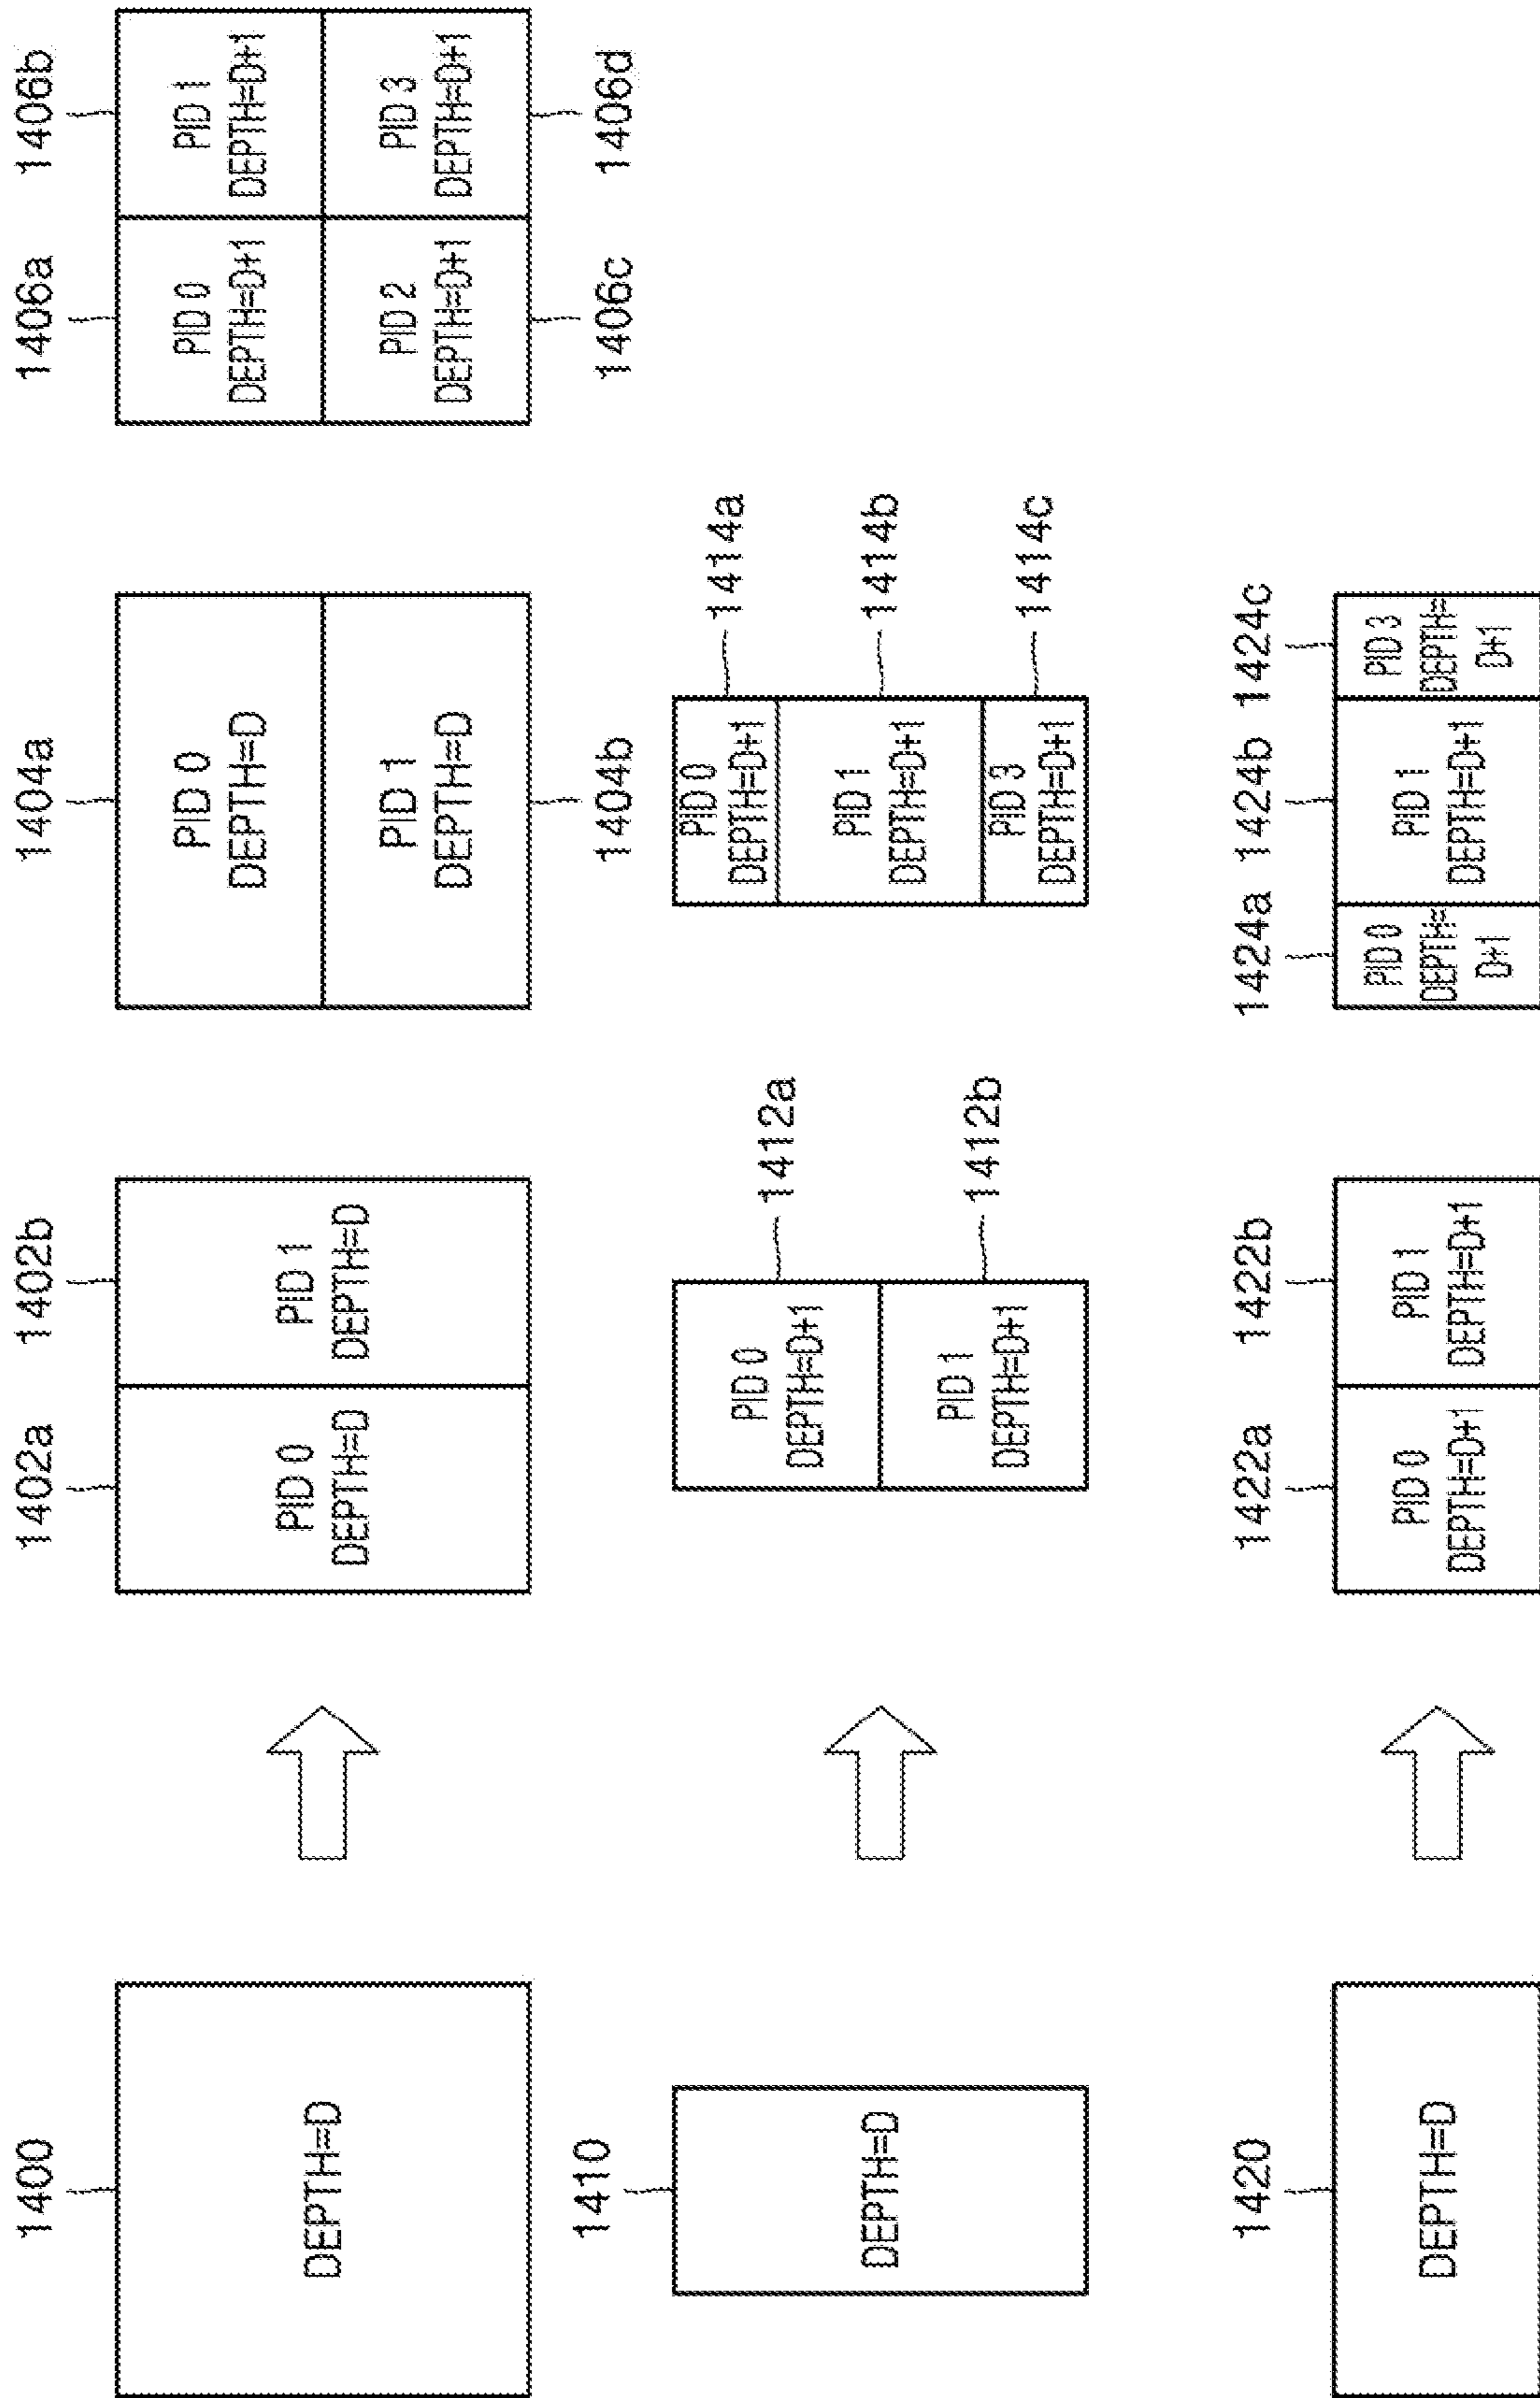 1400
DEPTH=D
1402a
1402b
PID 0
DEPTH=D
PID 1
DEPTH=D
1404a
PID 0
DEPTH=D
PID 1
DEPTH=D
1404b
1406a
1406b
PID 0
DEPTH=D+1
PID 1
DEPTH=D+1
PID 2
DEPTH=D+1
PID 3
DEPTH=D+1
1406c
1406d
1410
DEPTH=D
PID 0
DEPTH=D+1
1412a
PID 1
DEPTH=D+1
1412b
PID 0
DEPTH=D+1
1414a
PID 1
DEPTH=D+1
1414b
PID 3
DEPTH=D+1
1414c
1420
DEPTH=D
1422a
1422b
PID 0
DEPTH=D+1
PID 1
DEPTH=D+1
1424a
1424b
1424c
PID 0
DEPTH=
D+1
PID 1
DEPTH=D+1
PID 3
DEPTH=
D+1